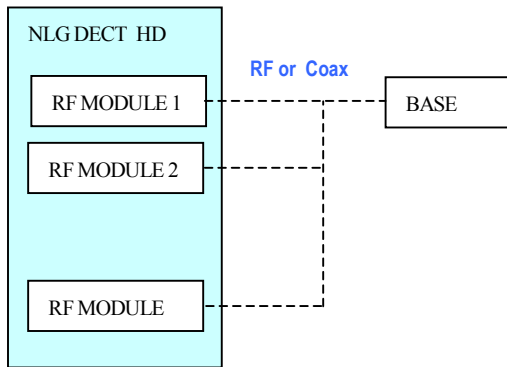 NLG DECT HD
RF or Coax
RF MODULE 1
BASE
RF MODULE 2
RF MODULE